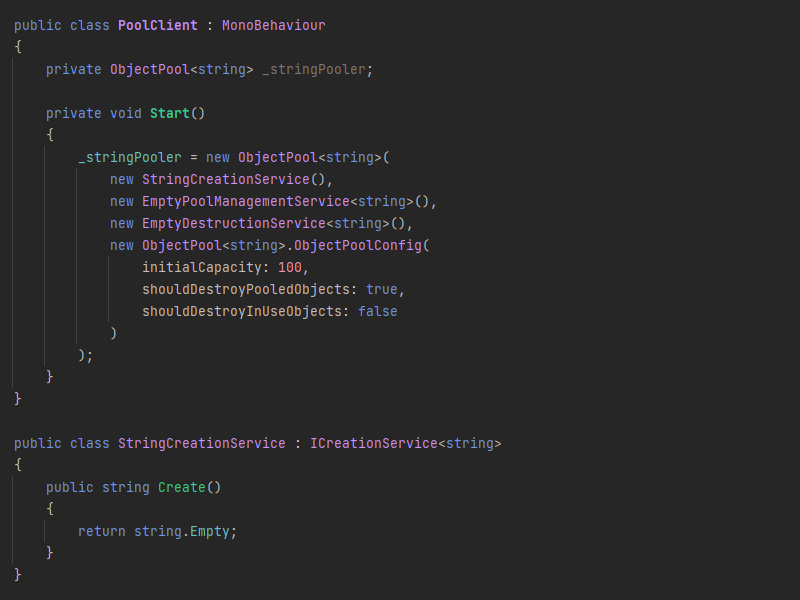 public class PoolClient : MonoBehaviour
{
    private ObjectPool<string> _stringPooler;

    private void Start()
    {
        _stringPooler = new ObjectPool<string>(
            new StringCreationService(),
            new EmptyPoolManagementService<string>(),
            new EmptyDestructionService<string>(),
            new ObjectPool<string>.ObjectPoolConfig(
                initialCapacity: 100,
                shouldDestroyPooledObjects: true,
                shouldDestroyInUseObjects: false
            )
        );
    }
}

public class StringCreationService : ICreationService<string>
{
    public string Create()
    {
        return string.Empty;
    }
}